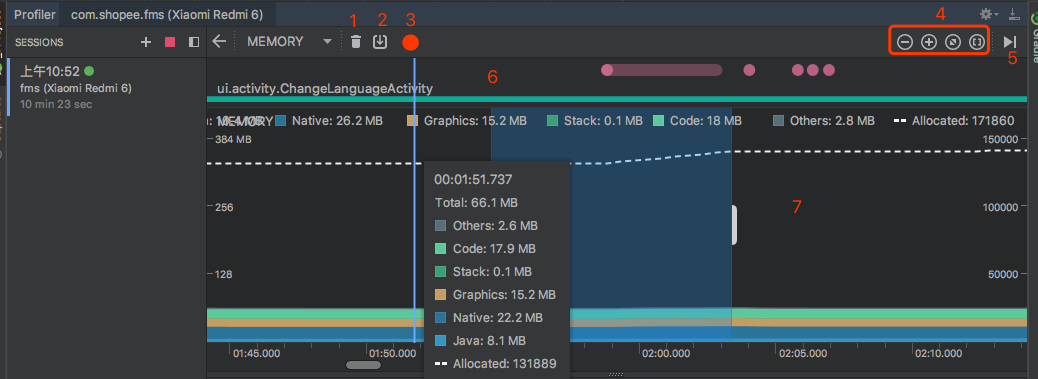 Profiler com.shopee.fms (Xiaomi Redmi 6)
1 2 3 4
SESSIONS MEMORY
5
上午10:52
fms (Xiaomi Redmi 6)
10 min 23 sec
6
ui.activity.ChangeLanguageActivity
MEMORY Native: 26.2 MB Graphics: 15.2 MB Stack: 0.1 MB Code: 18 MB Others: 2.8 MB Allocated: 171860
384 MB 150000
00:01:51.737
Total: 66.1 MB
256 7 100000
Others: 2.6 MB
Code: 17.9 MB
128 Stack: 0.1 MB 50000
Graphics: 15.2 MB
Native: 22.2 MB
Java: 8.1 MB
01:45.000 01:50.000 02:00.000 02:05.000 02:10.000
Allocated: 131889
Gradle